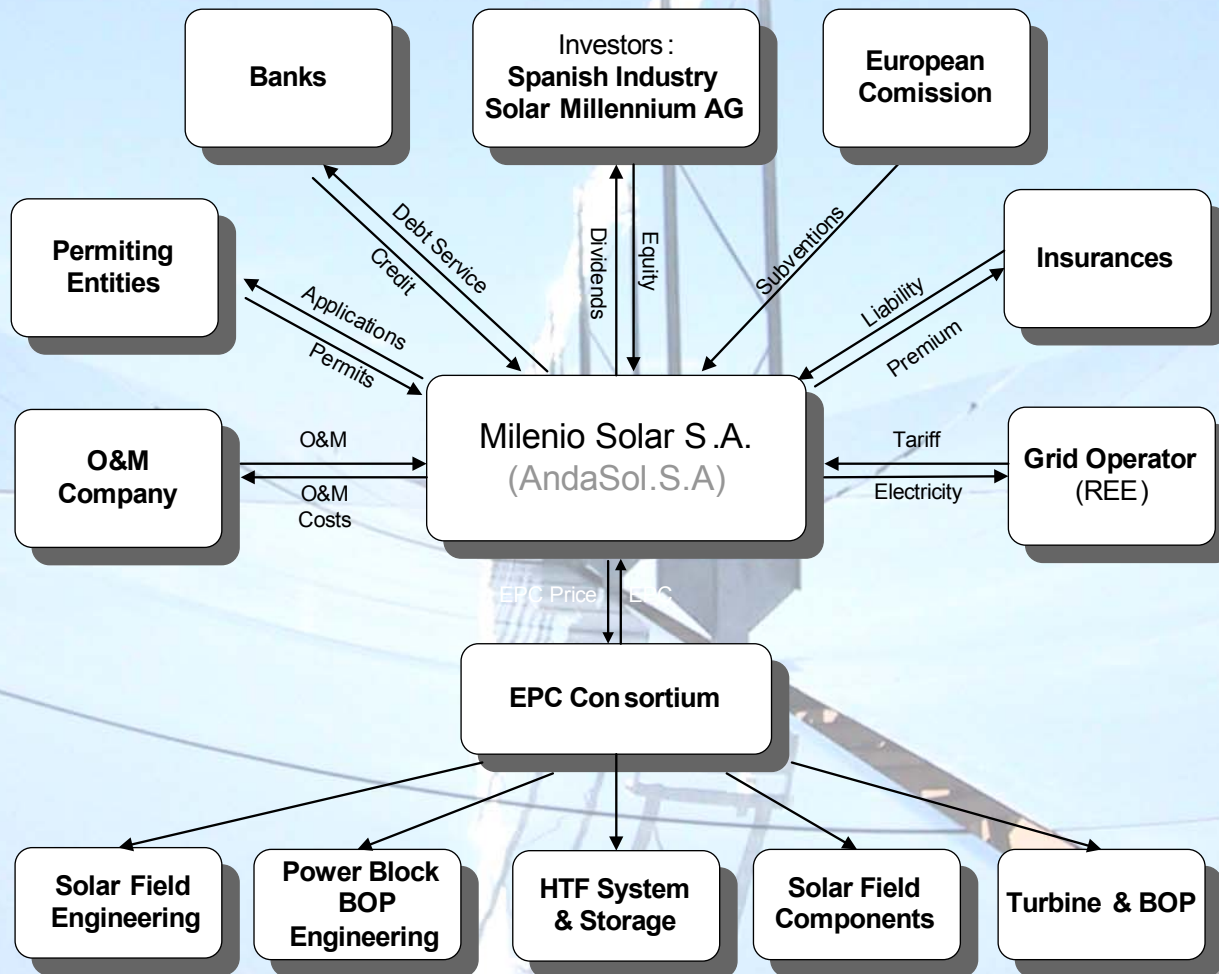 Banks
Investors :
Spanish Industry
Solar Millennium AG
European
Comission
Permiting
Entities
Insurances
Debt Service
Credit
Dividends
Equity
Subventions
Liability
Premium
Applications
Permits
O&M
Company
O&M
O&M
Costs
Milenio Solar S .A.
(AndaSol.S.A)
Tariff
Electricity
Grid Operator
(REE)
EPC Price
EPC
EPC Consortium
Solar Field
Engineering
Power Block
BOP
Engineering
HTF System
& Storage
Solar Field
Components
Turbine & BOP